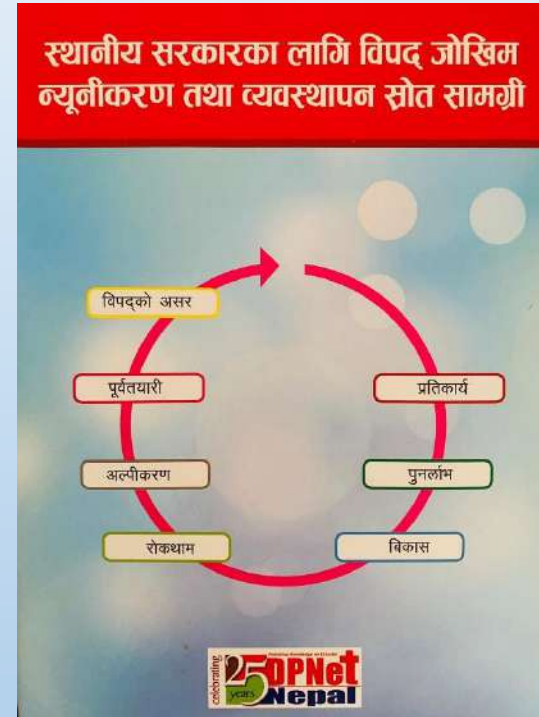 स्थानीय सरकारका लागि विपद् जोखिम
न्यूनीकरण तथा व्यवस्थापन स्रोत सामग्री
विपद्को असर
पूर्वतयारी
प्रतिकार्य
अल्पीकरण
पुनर्लाभ
रोकथाम
बिकास
celebrating
25 DPNet
years Nepal